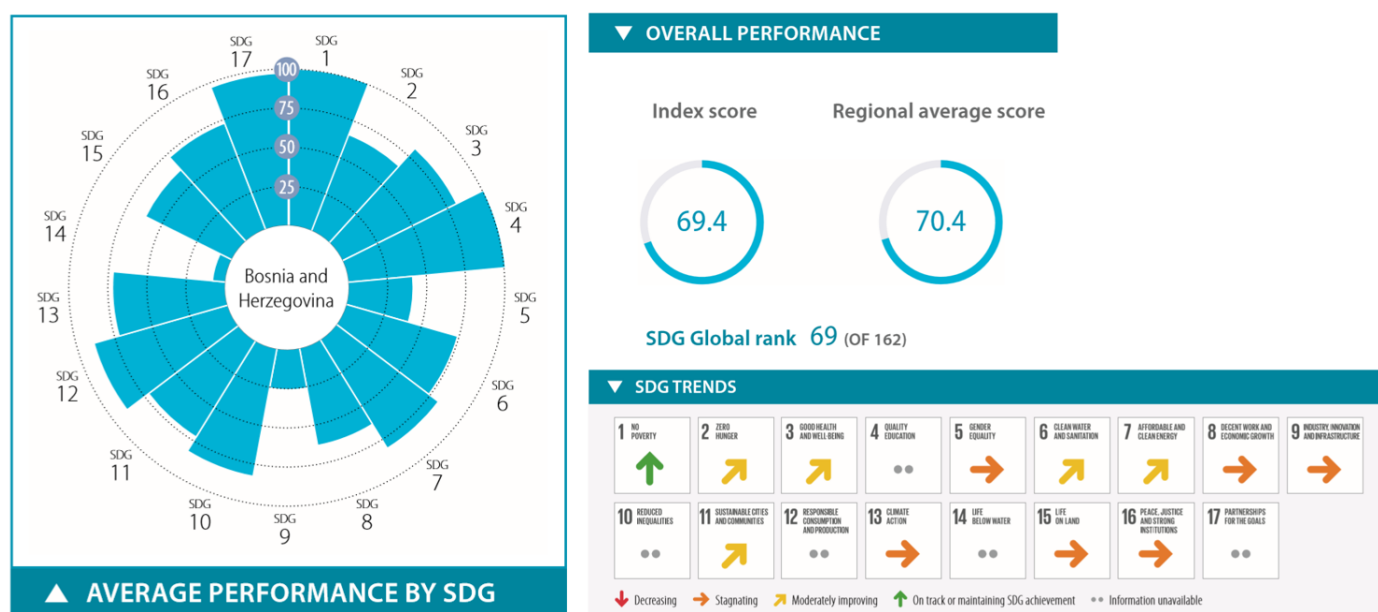 SDG
1
SDG
2
SDG
3
SDG
4
SDG
5
SDG
6
SDG
7
SDG
8
SDG
9
SDG
10
SDG
11
SDG
12
SDG
13
SDG
14
SDG
15
SDG
16
SDG
17
100
75
50
25
Bosnia and
Herzegovina
▲ AVERAGE PERFORMANCE BY SDG
▼ OVERALL PERFORMANCE
Index score
Regional average score
69.4
70.4
SDG Global rank 69 (OF 162)
▼ SDG TRENDS
1 NO
POVERTY
2 ZERO
HUNGER
3 GOOD HEALTH
AND WELL-BEING
4 QUALITY
EDUCATION
5 GENDER
EQUALITY
6 CLEAN WATER
AND SANITATION
7 AFFORDABLE AND
CLEAN ENERGY
8 DECENT WORK AND
ECONOMIC GROWTH
9 INDUSTRY, INNOVATION
AND INFRASTRUCTURE
10 REDUCED
INEQUALITIES
11 SUSTAINABLE CITIES
AND COMMUNITIES
12 RESPONSIBLE
CONSUMPTION
AND PRODUCTION
13 CLIMATE
ACTION
14 LIFE
BELOW WATER
15 LIFE
ON LAND
16 PEACE, JUSTICE
AND STRONG
INSTITUTIONS
17 PARTNERSHIPS
FOR THE GOALS
Decreasing
Stagnating
Moderately improving
On track or maintaining SDG achievement
Information unavailable